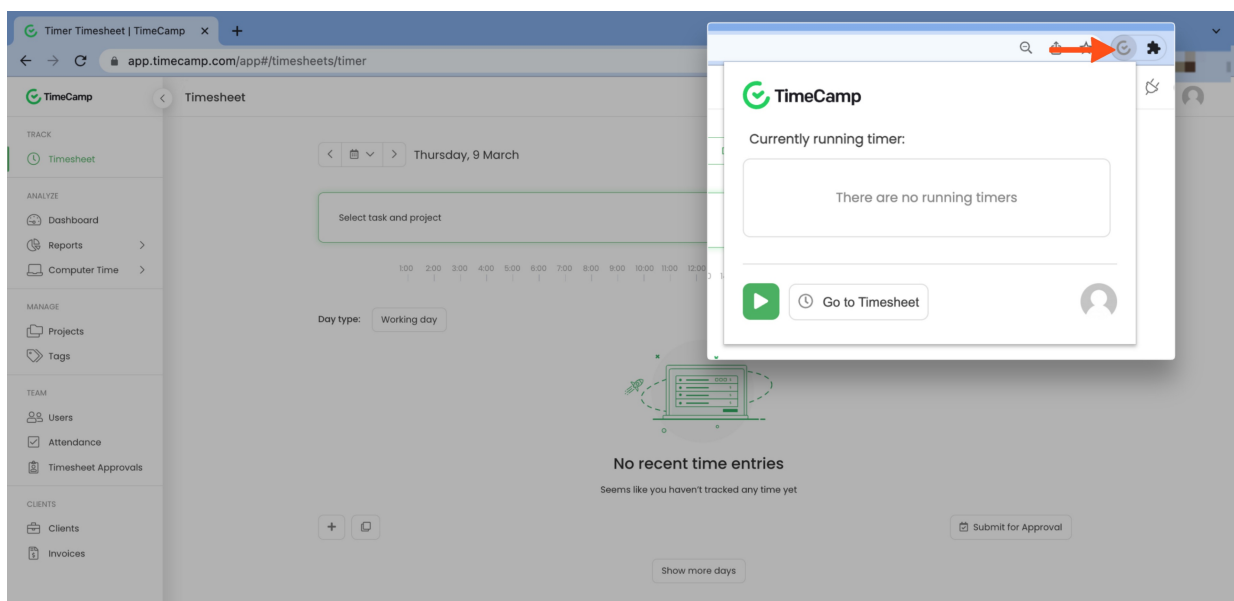 Timer Timesheet | TimeCamp
app.timecamp.com/app#/timesheets/timer
TimeCamp
Timesheet
TRACK
Timesheet
ANALYZE
Dashboard
Reports
Computer Time
MANAGE
Projects
Tags
TEAM
Users
Attendance
Timesheet Approvals
CLIENTS
Clients
Invoices
Thursday, 9 March
Select task and project
1:00 2:00 3:00 4:00 5:00 6:00 7:00 8:00 9:00 10:00 11:00 12:00
Day type: Working day
No recent time entries
Seems like you haven't tracked any time yet
Submit for Approval
Show more days
TimeCamp
Currently running timer:
There are no running timers
Go to Timesheet